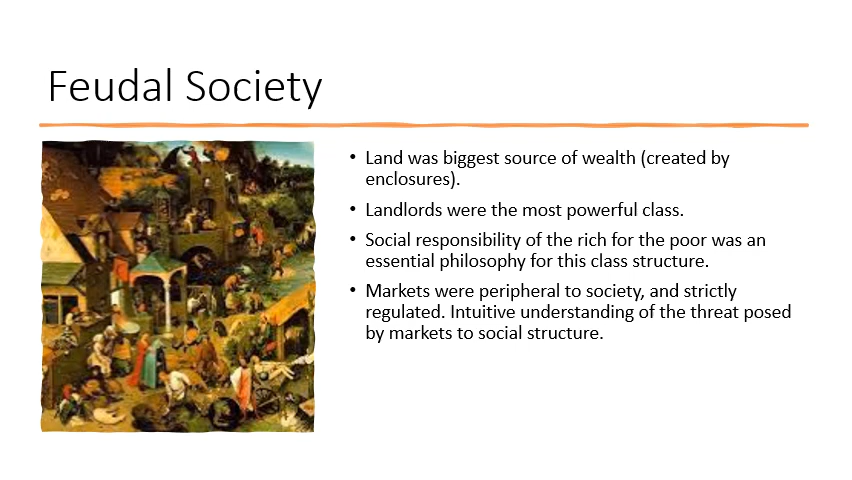 Feudal Society
• Land was biggest source of wealth (created by
enclosures).
• Landlords were the most powerful class.
• Social responsibility of the rich for the poor was an
essential philosophy for this class structure.
• Markets were peripheral to society, and strictly
regulated. Intuitive understanding of the threat posed
by markets to social structure.